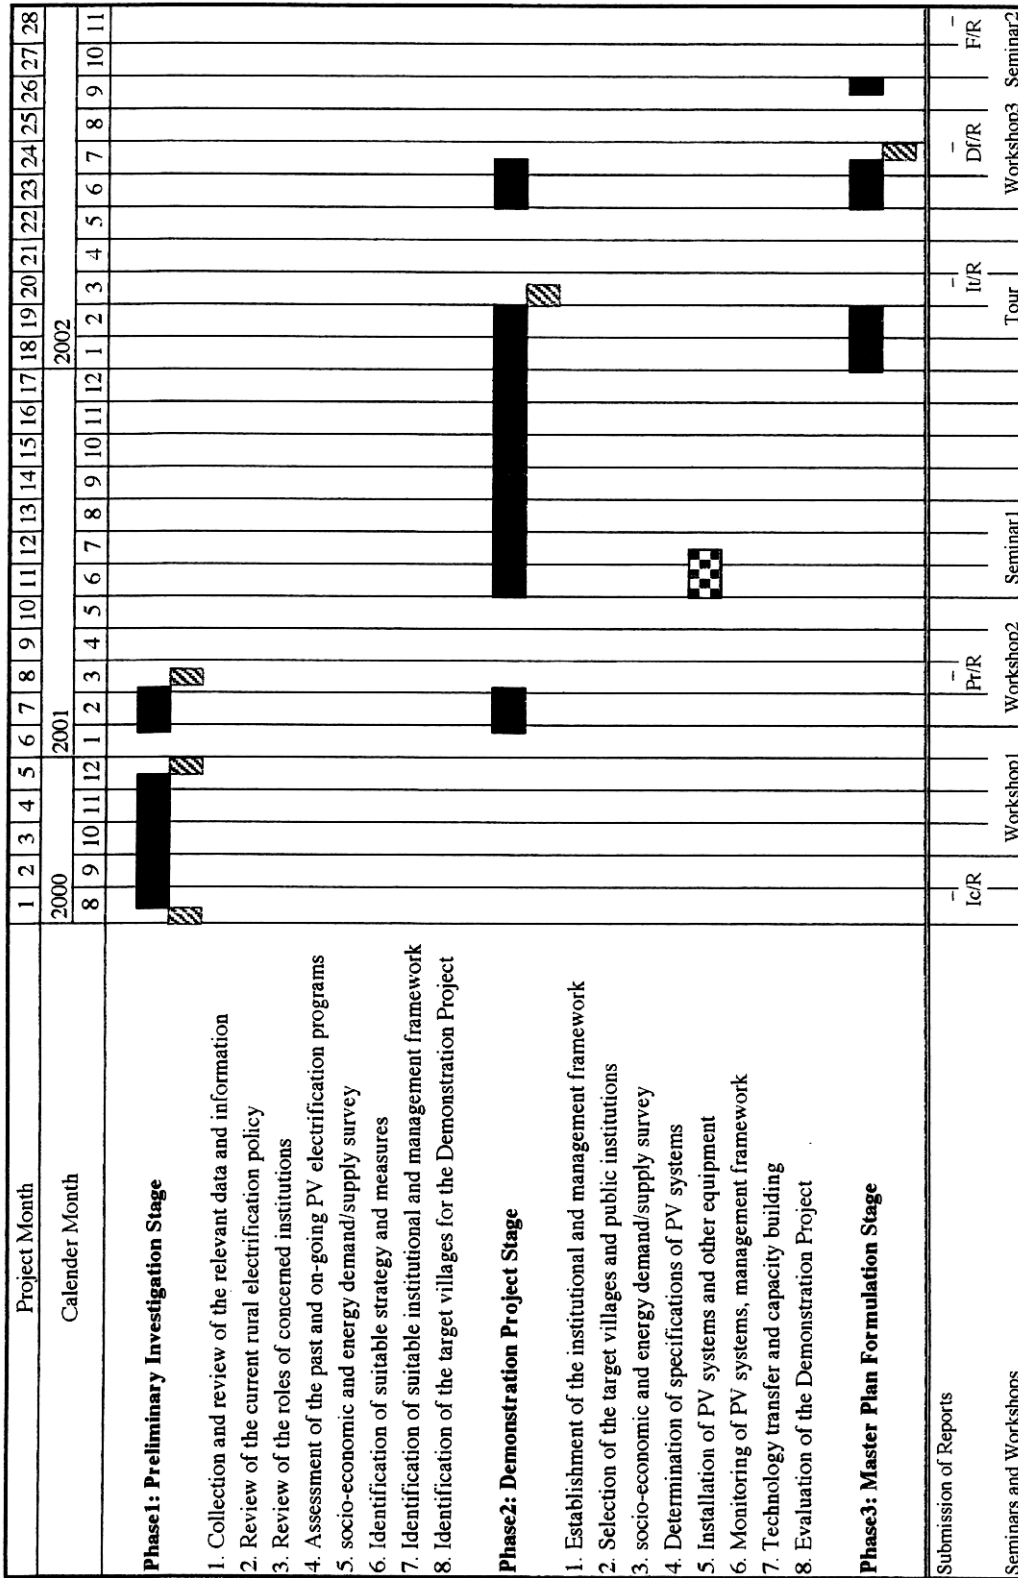 Project Month 1 2 3 4 5 6 7 8 9 10 11 12 13 14 15 16 17 18 19 20 21 22 23 24 25 26 27 28
Calender Month 2000 2001 2002
8 9 10 11 12 1 2 3 4 5 6 7 8 9 10 11 12 1 2 3 4 5 6 7 8 9 10 11
Phase1: Preliminary Investigation Stage
1. Collection and review of the relevant data and information
2. Review of the current rural electrification policy
3. Review of the roles of concerned institutions
4. Assessment of the past and on-going PV electrification programs
5. socio-economic and energy demand/supply survey
6. Identification of suitable strategy and measures
7. Identification of suitable institutional and management framework
8. Identification of the target villages for the Demonstration Project
Phase2: Demonstration Project Stage
1. Establishment of the institutional and management framework
2. Selection of the target villages and public institutions
3. socio-economic and energy demand/supply survey
4. Determination of specifications of PV systems
5. Installation of PV systems and other equipment
6. Monitoring of PV systems, management framework
7. Technology transfer and capacity building
8. Evaluation of the Demonstration Project
Phase3: Master Plan Formulation Stage
Submission of Reports Ic/R Pr/R It/R Df/R F/R
Seminars and Workshops Workshop1 Workshop2 Seminar1 Tour Workshop3 Seminar2